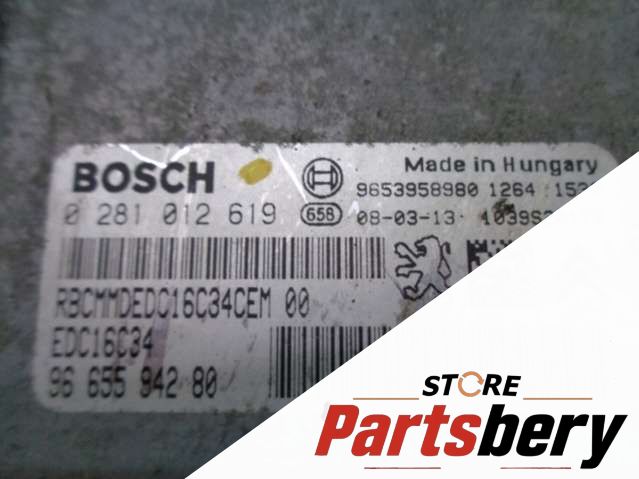 BOSCH
Made in Hungary
9653958980 1264
0 281 012 619
658
08-03-13
RBCMMDEDC16C34CEM 00
EDC16C34
96 655 942 80
STORE
Partsbery